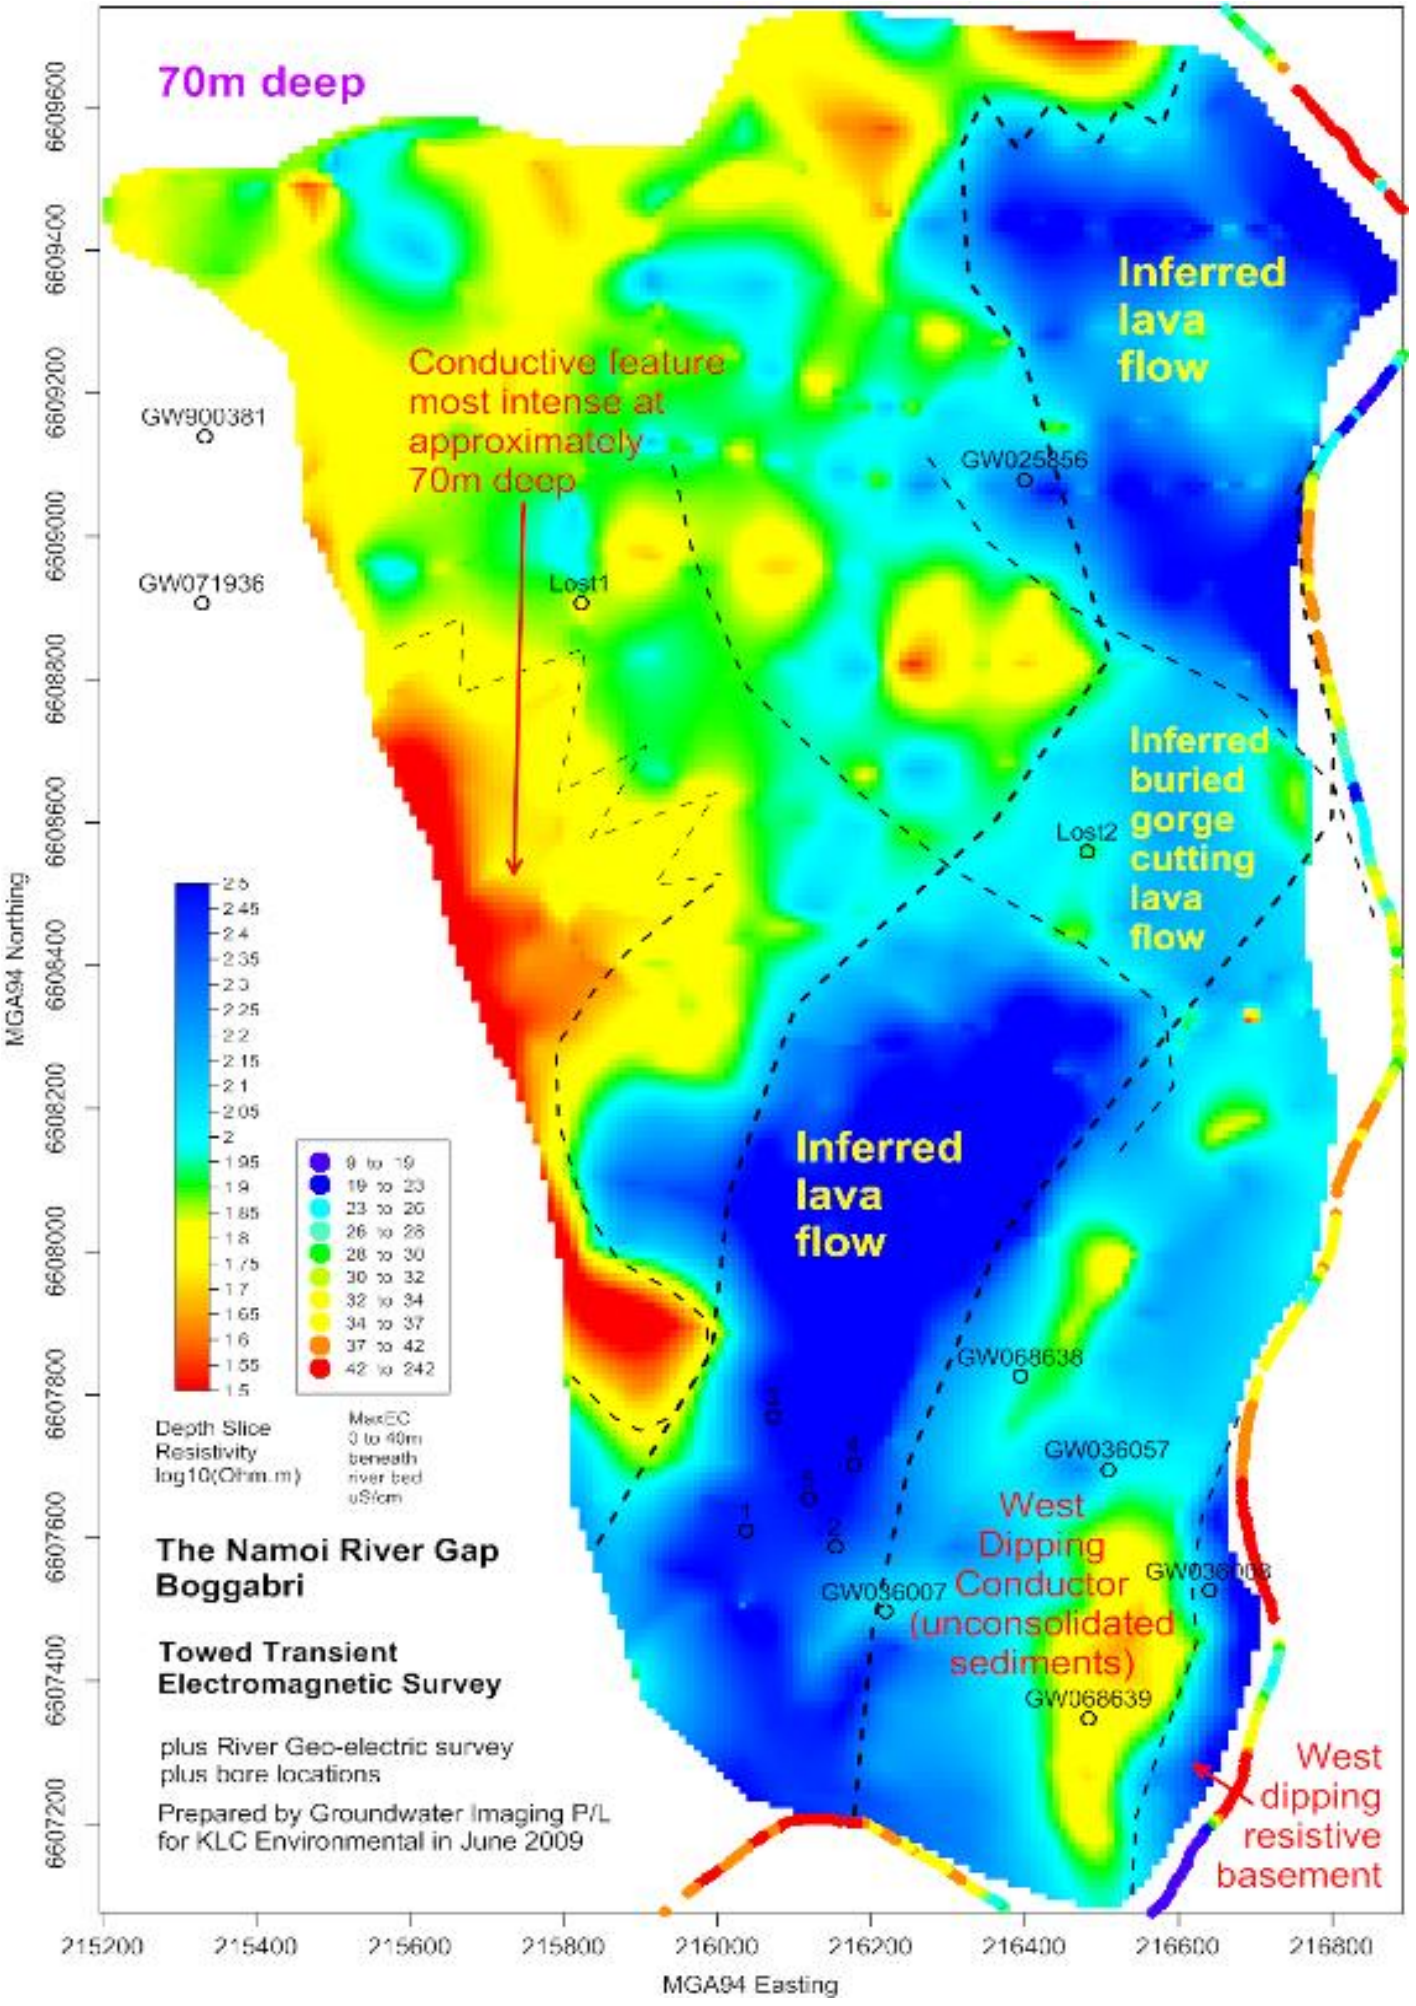 70m deep
Inferred
lava
flow
Conductive feature
most intense at
approximately
70m deep
GW900381
GW025856
GW071936
Lost1
Inferred
buried
gorge
cutting
lava
flow
Lost2
Inferred
lava
flow
GW068638
GW036057
West
Dipping
Conductor
(unconsolidated
sediments)
GW036007
GW068639
1
2
West
dipping
resistive
basement
2.5
2.45
2.4
2.35
2.3
2.25
2.2
2.15
2.1
2.05
2
1.95
1.9
1.85
1.8
1.75
1.7
1.65
1.6
1.55
1.5
Depth Slice
Resistivity
log10(Ohm.m)
9 to 19
19 to 23
23 to 26
26 to 28
28 to 30
30 to 32
32 to 34
34 to 37
37 to 42
42 to 242
MaxEC
0 to 40m
beneath
river bed
uS/cm
The Namoi River Gap
Boggabri
Towed Transient
Electromagnetic Survey
plus River Geo-electric survey
plus bore locations
Prepared by Groundwater Imaging P/L
for KLC Environmental in June 2009
MGA94 Northing
6609600
6609400
6609200
6609000
6608800
6608600
6608400
6608200
6608000
6607800
6607600
6607400
6607200
215200
215400
215600
215800
216000
216200
216400
216600
216800
MGA94 Easting